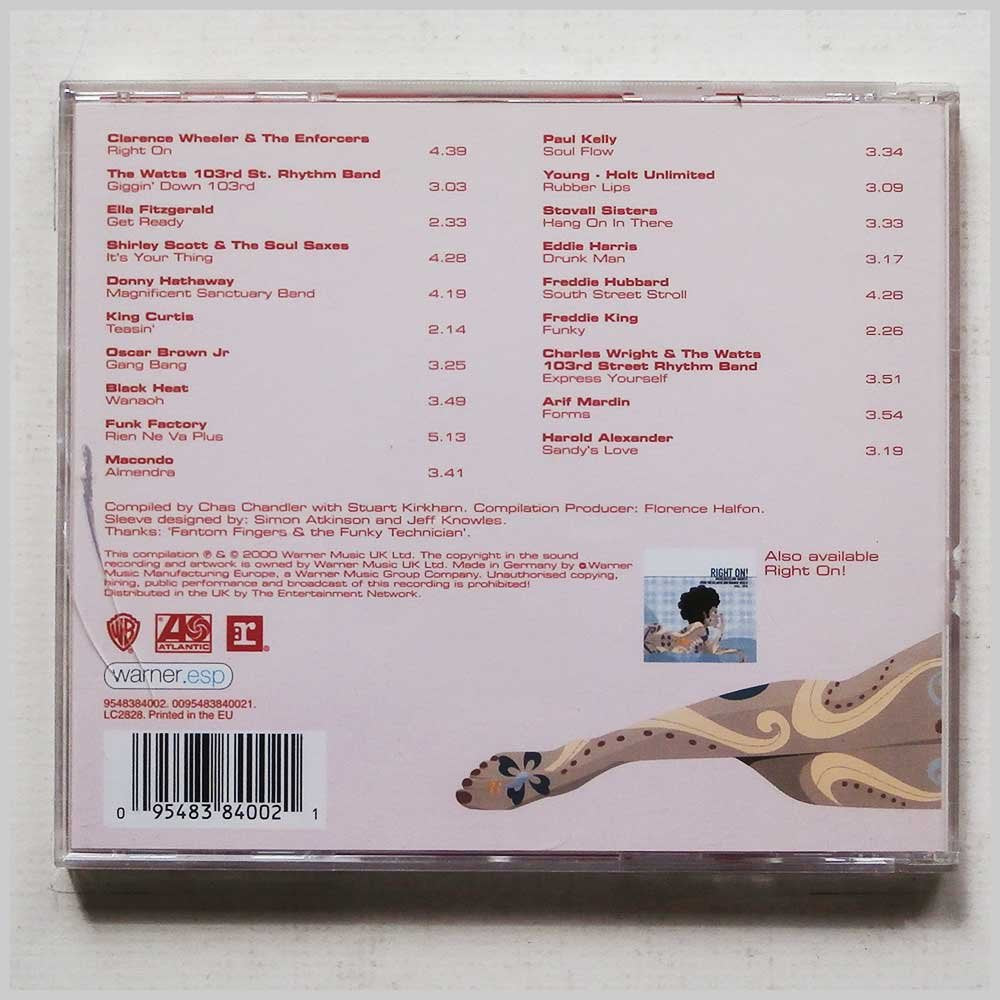 Clarence Wheeler & The Enforcers
Right On 4.39
The Watts 103rd St. Rhythm Band
Giggin' Down 103rd 3.03
Ella Fitzgerald
Get Ready 2.33
Shirley Scott & The Soul Saxes
It's Your Thing 4.28
Donny Hathaway
Magnificent Sanctuary Band 4.19
King Curtis
Teasin' 2.14
Oscar Brown Jr
Gang Bang 3.25
Black Heat
Wanaoh 3.49
Funk Factory
Rien Ne Va Plus 5.13
Macondo
Almendra 3.41
Paul Kelly
Soul Flow 3.34
Young - Holt Unlimited
Rubber Lips 3.09
Stovall Sisters
Hang On In There 3.33
Eddie Harris
Drunk Man 3.17
Freddie Hubbard
South Street Stroll 4.26
Freddie King
Funky 2.26
Charles Wright & The Watts
103rd Street Rhythm Band
Express Yourself 3.51
Arif Mardin
Forms 3.54
Harold Alexander
Sandy's Love 3.19
Compiled by Chas Chandler with Stuart Kirkham. Compilation Producer: Florence Halfon.
Sleeve designed by: Simon Atkinson and Jeff Knowles.
Thanks: 'Fantom Fingers & the Funky Technician'.
This compilation ℗ & © 2000 Warner Music UK Ltd. The copyright in the sound
recording and artwork is owned by Warner Music UK Ltd. Made in Germany by Warner
Music Manufacturing Europe, a Warner Music Group Company. Unauthorised copying,
hiring, public performance and broadcast of this recording is prohibited!
Distributed in the UK by The Entertainment Network.
RIGHT ON!
Also available
Right On!
WB
ATLANTIC
r
warner.esp
9548384002. 0095483840021.
LC2828. Printed in the EU
0 95483 84002 1